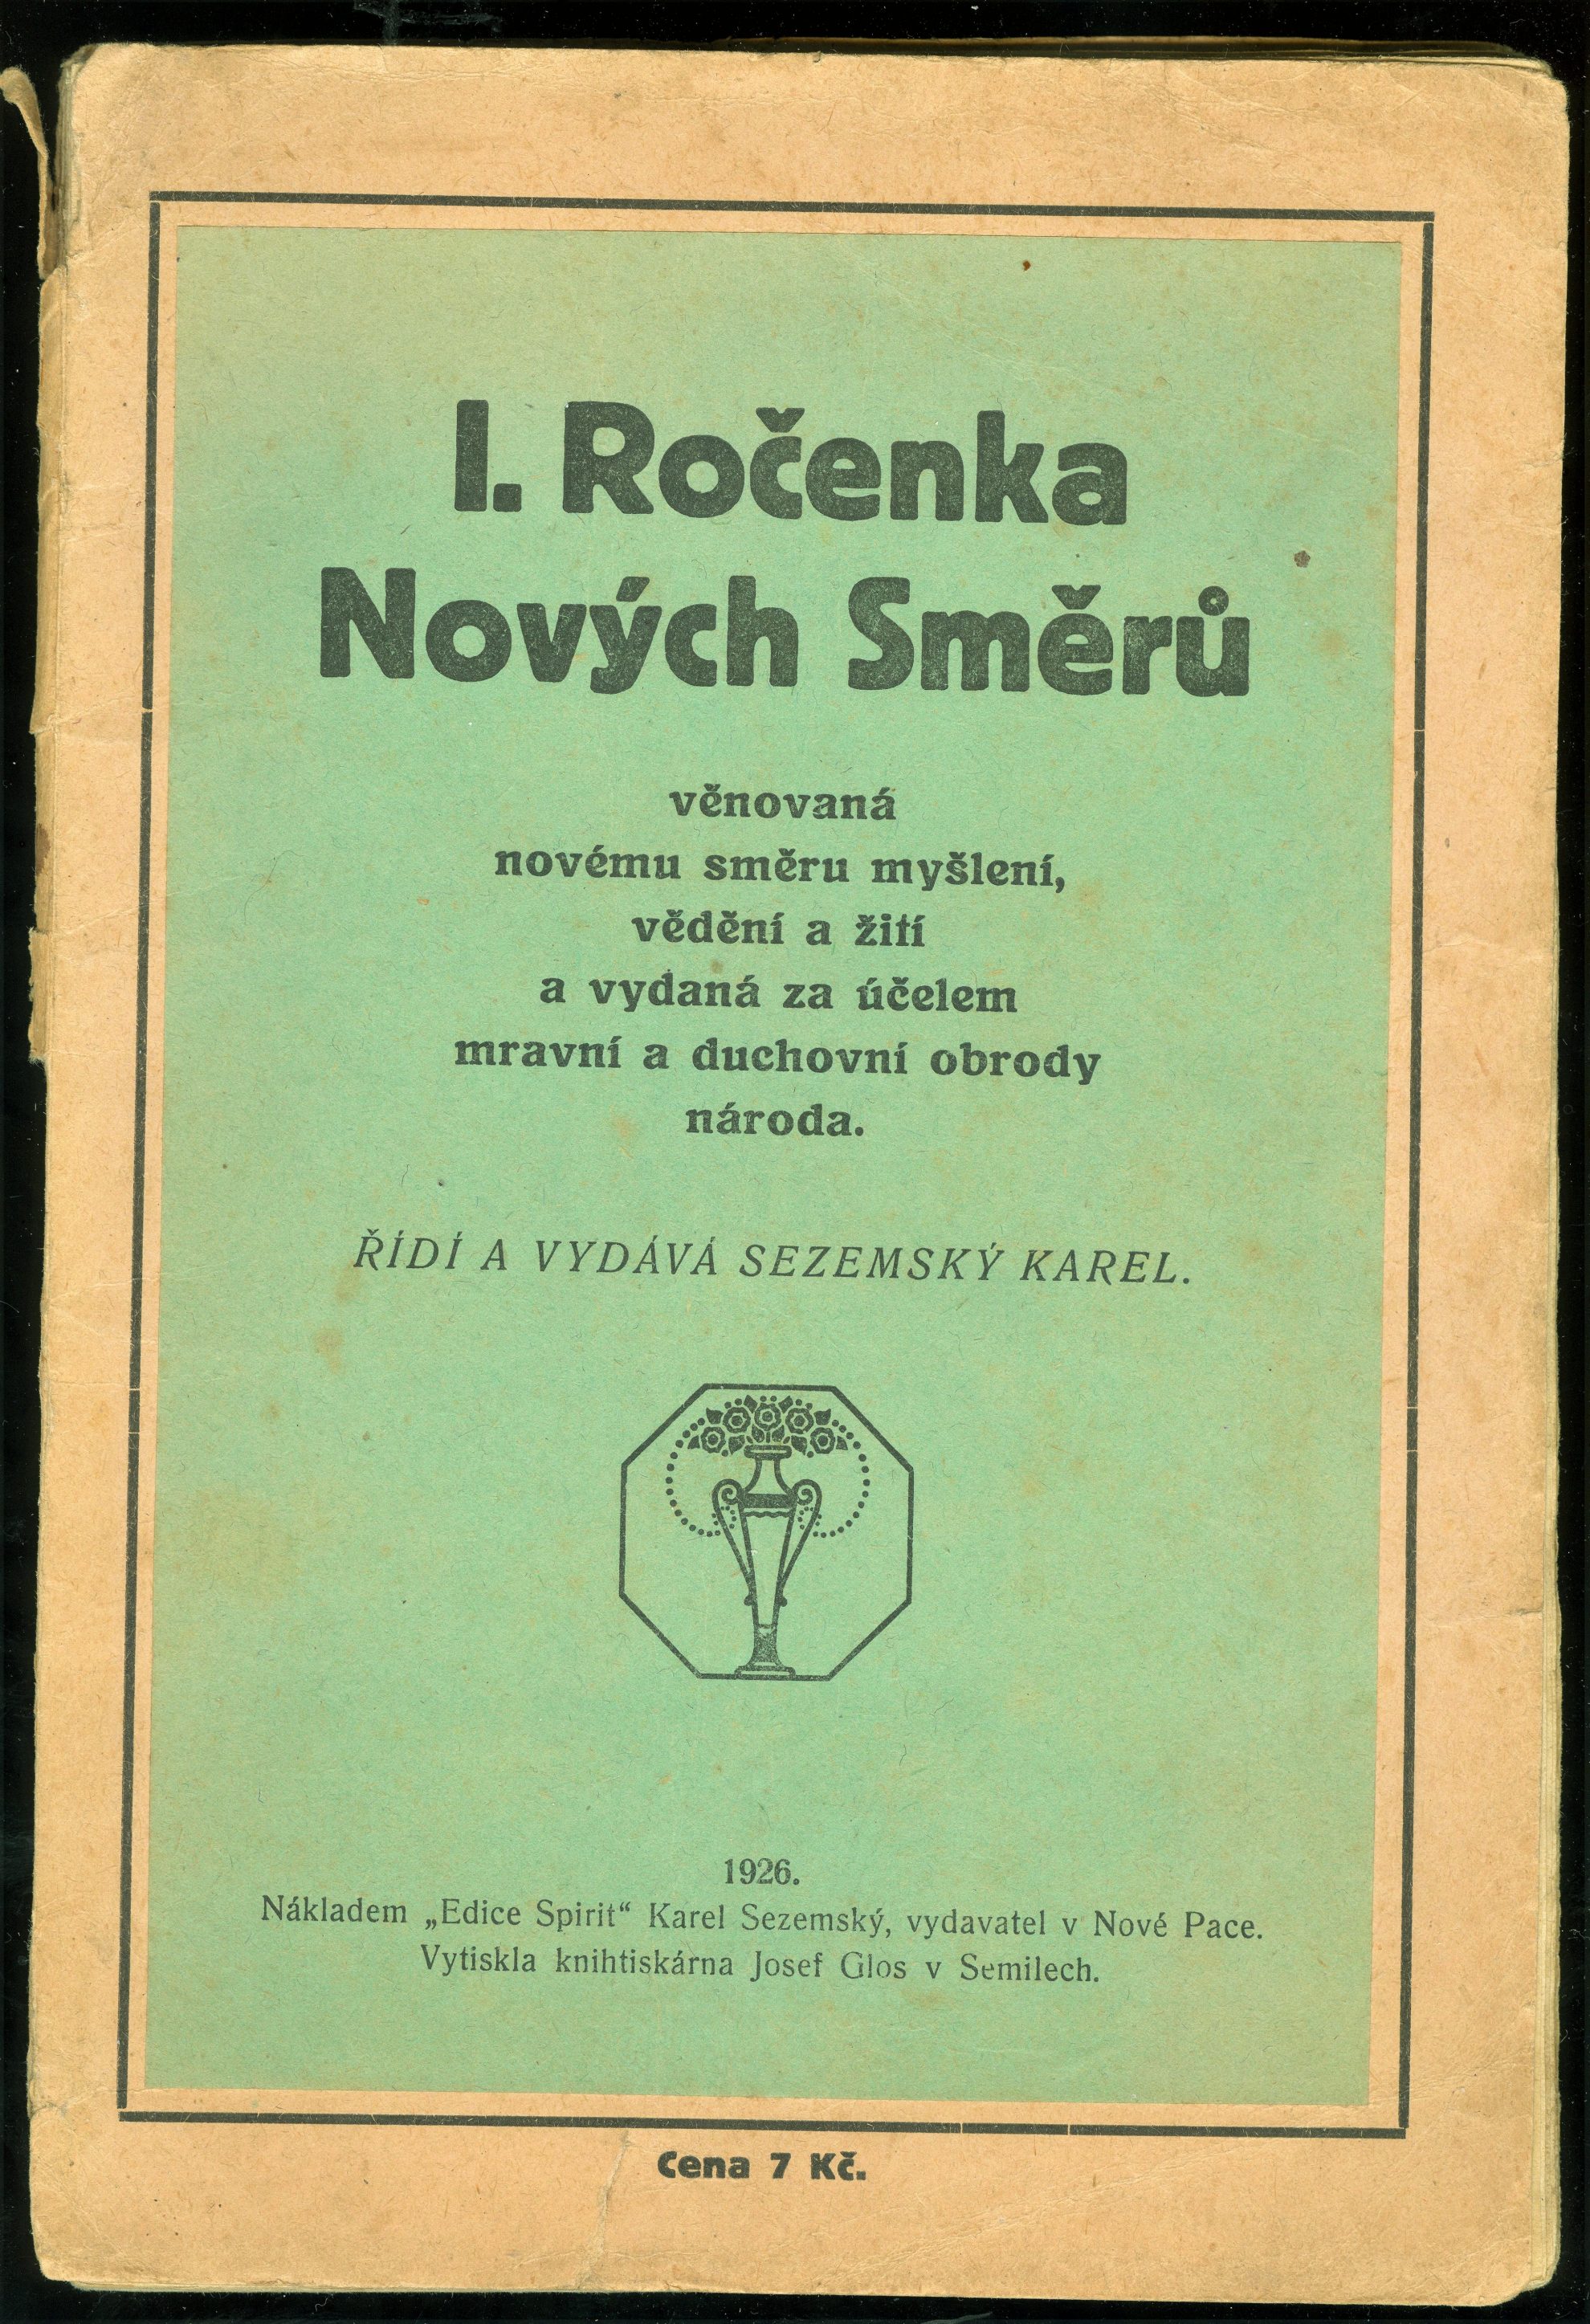 I. Ročenka
Nových Směrů
věnovaná
novému směru myšlení,
vědění a žití
a vydaná za účelem
mravní a duchovní obrody
národa.
ŘÍDÍ A VYDÁVÁ SEZEMSKÝ KAREL.
1926.
Nákladem „Edice Spirit“ Karel Sezemský, vydavatel v Nové Pace.
Vytiskla knihtiskárna Josef Glos v Semilech.
Cena 7 Kč.